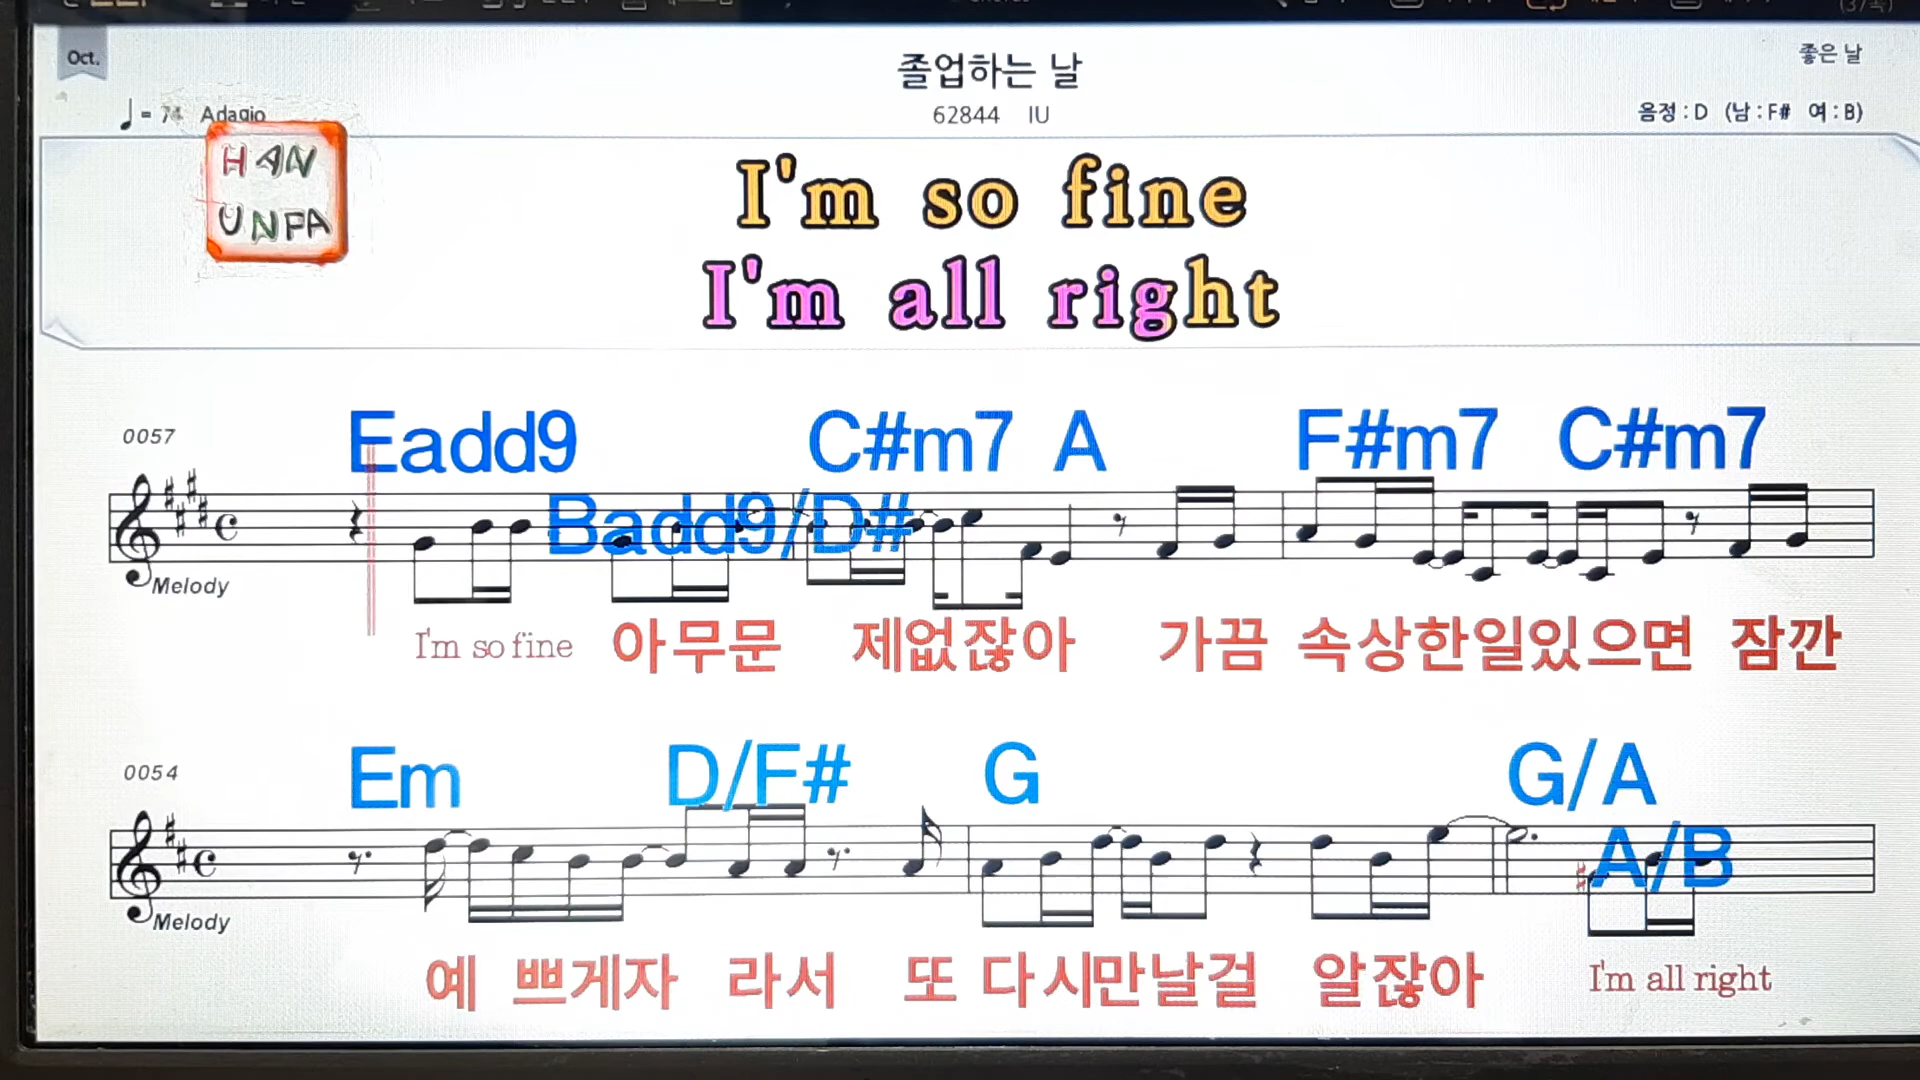 Oct.
졸업하는 날
좋은 날
= 74 Adagio
62844 IU
음정 : D (남 : F# 여 : B)
HAN
UNFA
I'm so fine
I'm all right
0057
Eadd9 C#m7 A F#m7 C#m7
Badd9/D#
Melody
I'm so fine 아무문 제없잖아 가끔 속상한일있으면 잠깐
0054
Em D/F# G G/A
A/B
Melody
예 쁘게자 라서 또 다시만날걸 알잖아 I'm all right